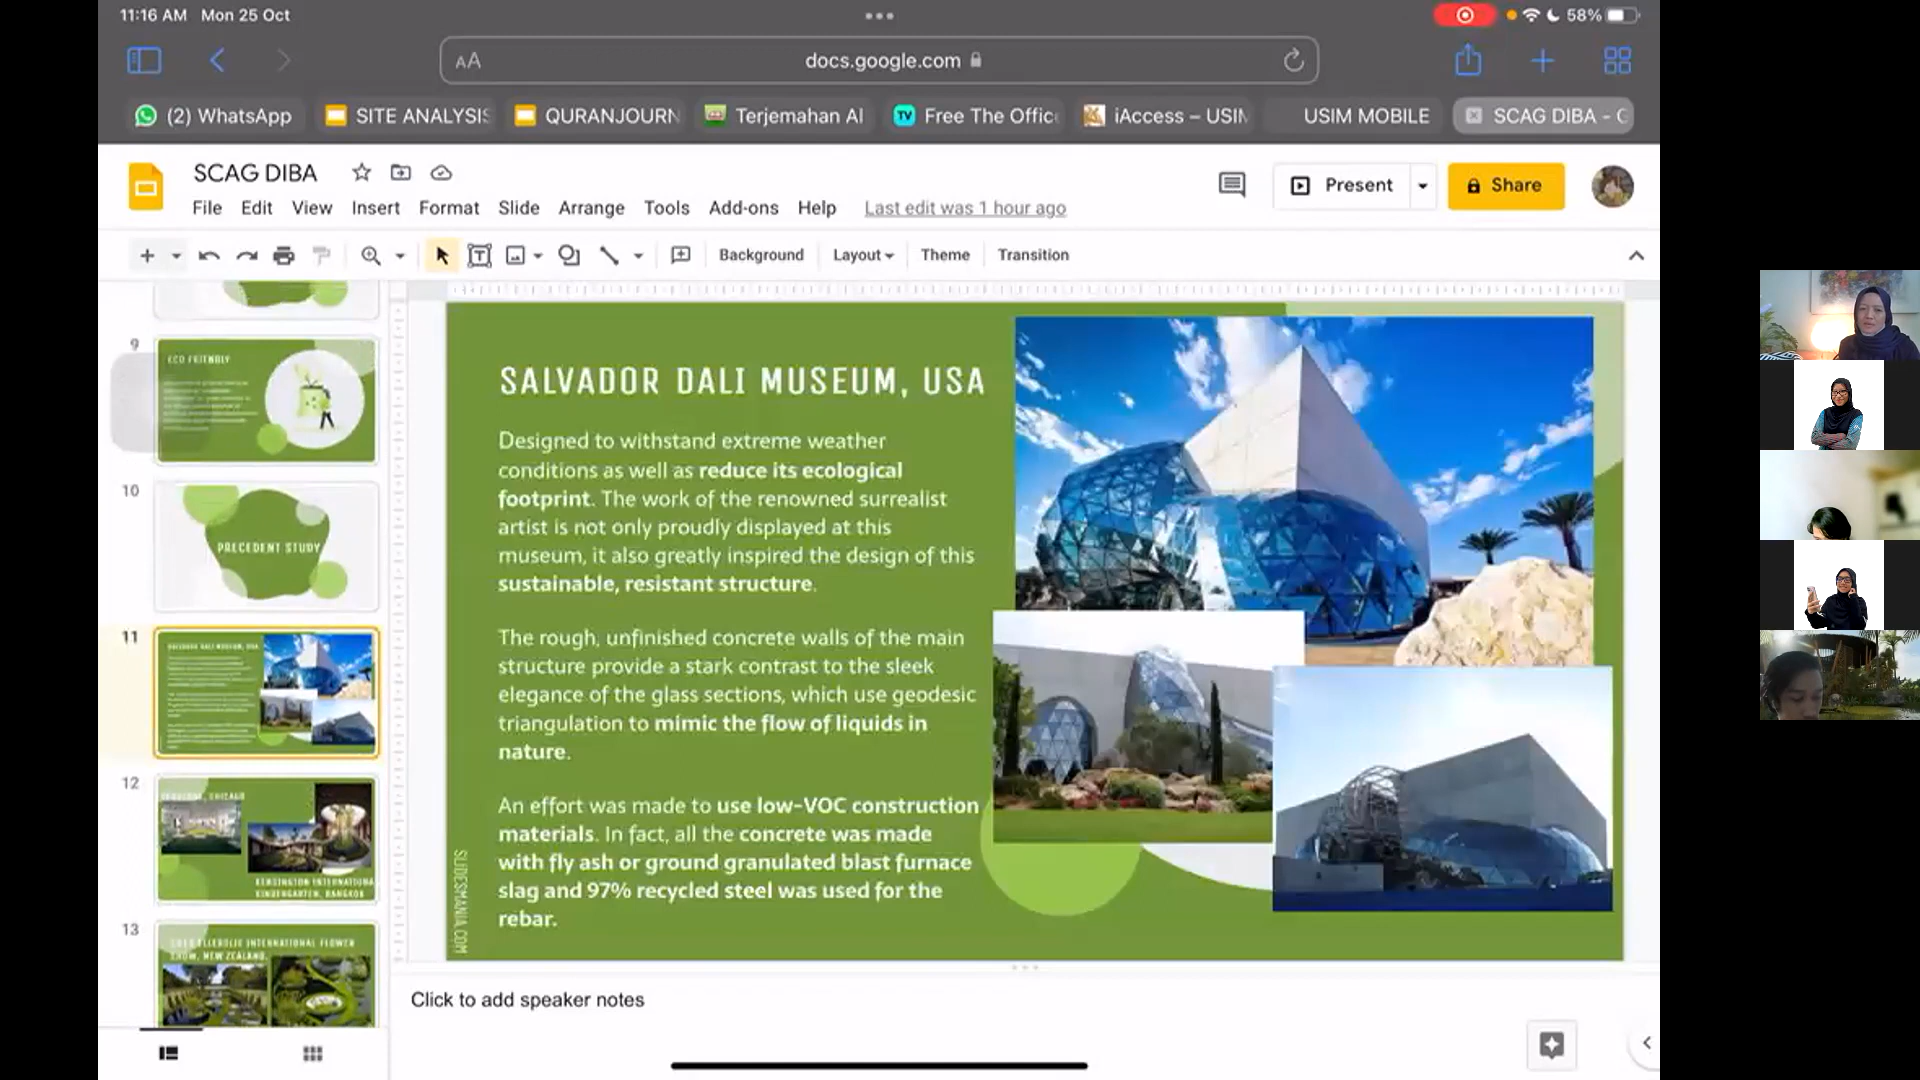 11:16 AM Mon 25 Oct
58%
AA
docs.google.com
(2) WhatsApp
SITE ANALYSIS
QURANJOURN
Terjemahan Al
Free The Offic
iAccess – USIM
USIM MOBILE
SCAG DIBA - G
SCAG DIBA
File Edit View Insert Format Slide Arrange Tools Add-ons Help Last edit was 1 hour ago
Present
Share
Background Layout Theme Transition
9
ECO FRIENDLY
10
PRECEDENT STUDY
11
SALVADOR DALI MUSEUM, USA
12
13
SHOW, NEW ZEALAND
SALVADOR DALI MUSEUM, USA
Designed to withstand extreme weather
conditions as well as reduce its ecological
footprint. The work of the renowned surrealist
artist is not only proudly displayed at this
museum, it also greatly inspired the design of this
sustainable, resistant structure.
The rough, unfinished concrete walls of the main
structure provide a stark contrast to the sleek
elegance of the glass sections, which use geodesic
triangulation to mimic the flow of liquids in
nature.
An effort was made to use low-VOC construction
materials. In fact, all the concrete was made
with fly ash or ground granulated blast furnace
slag and 97% recycled steel was used for the
rebar.
SLIDESMANIA.COM
Click to add speaker notes